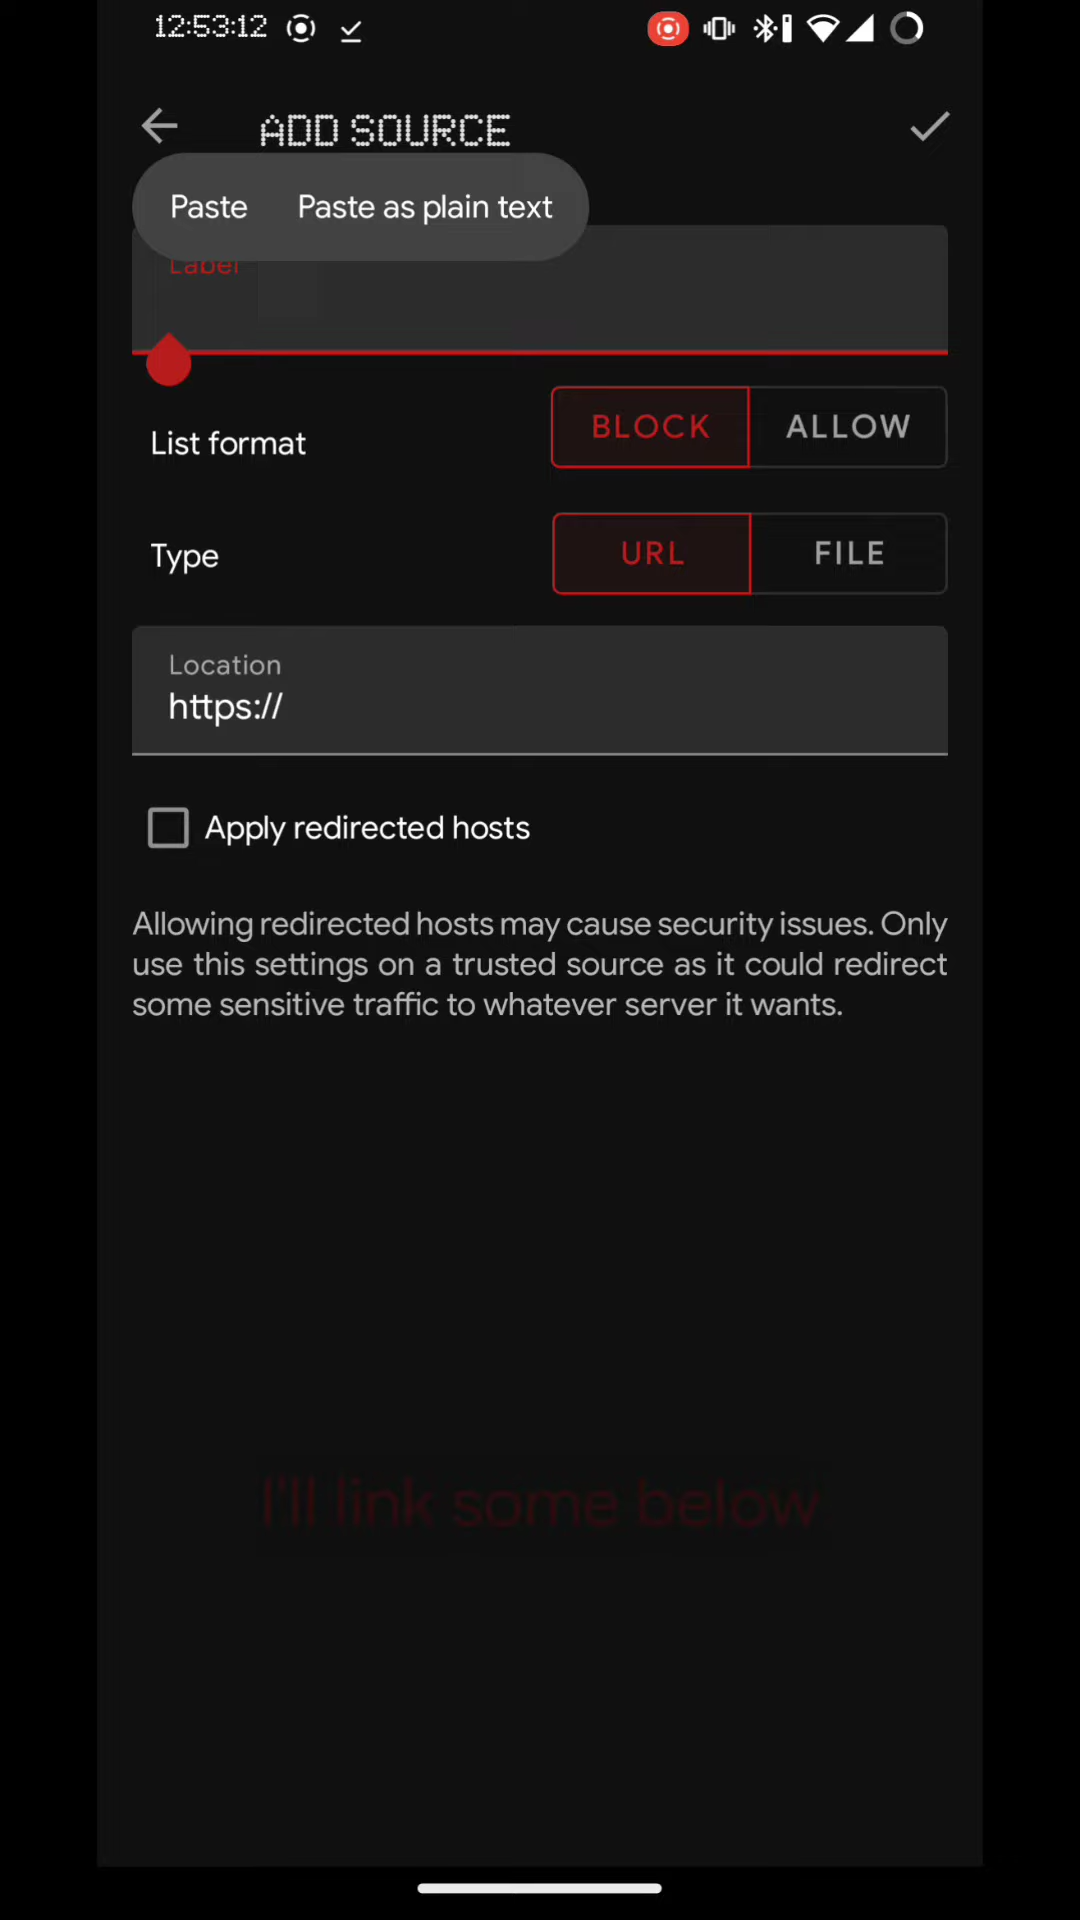 12:53:12
ADD SOURCE
Paste Paste as plain text
Label
List format
BLOCK ALLOW
Type
URL FILE
Location
https://
Apply redirected hosts
Allowing redirected hosts may cause security issues. Only
use this settings on a trusted source as it could redirect
some sensitive traffic to whatever server it wants.
I'll link some below